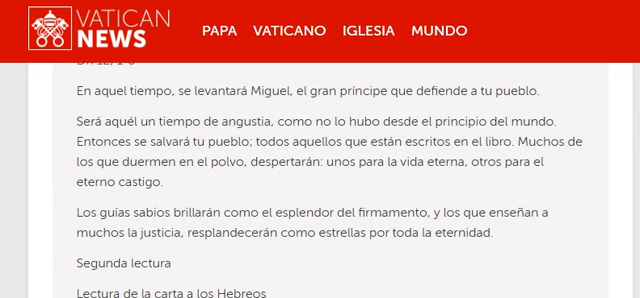 VATICAN
NEWS
PAPA VATICANO IGLESIA MUNDO
En aquel tiempo, se levantará Miguel, el gran príncipe que defiende a tu pueblo.
Será aquél un tiempo de angustia, como no lo hubo desde el principio del mundo.
Entonces se salvará tu pueblo; todos aquellos que están escritos en el libro. Muchos de
los que duermen en el polvo, despertarán: unos para la vida eterna, otros para el
eterno castigo.
Los guías sabios brillarán como el esplendor del firmamento, y los que enseñan a
muchos la justicia, resplandecerán como estrellas por toda la eternidad.
Segunda lectura
Lectura de la carta a los Hebreos